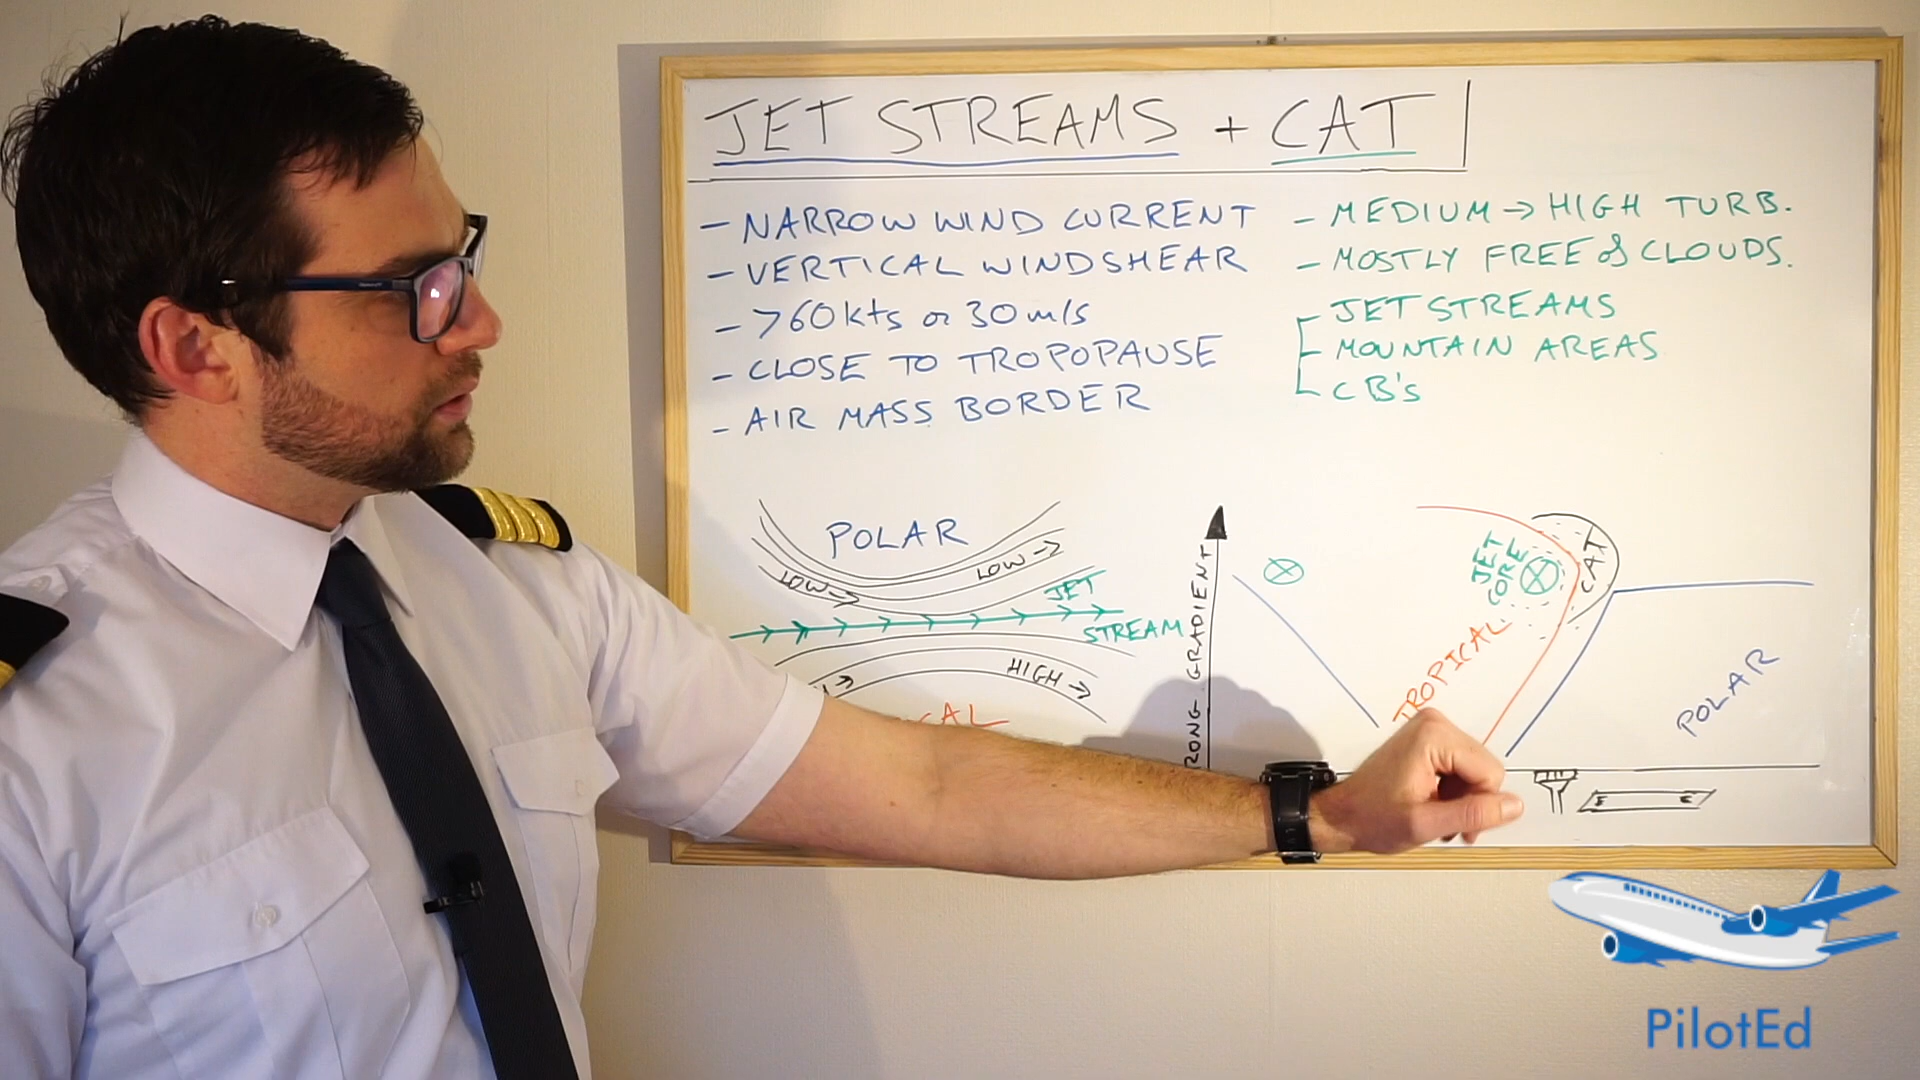 JET STREAMS + CAT
- NARROW WIND CURRENT
- VERTICAL WINDSHEAR
- >60kts or 30m/s
- CLOSE TO TROPOPAUSE
- AIR MASS BORDER
- MEDIUM → HIGH TURB.
- MOSTLY FREE of CLOUDS.
- JET STREAMS
- MOUNTAIN AREAS
- CB's
POLAR
LOW →
LOW →
JET
STREAM
HIGH →
CAL
RONG GRADIENT
JET
CORE
CAT
TROPICAL
POLAR
PilotEd